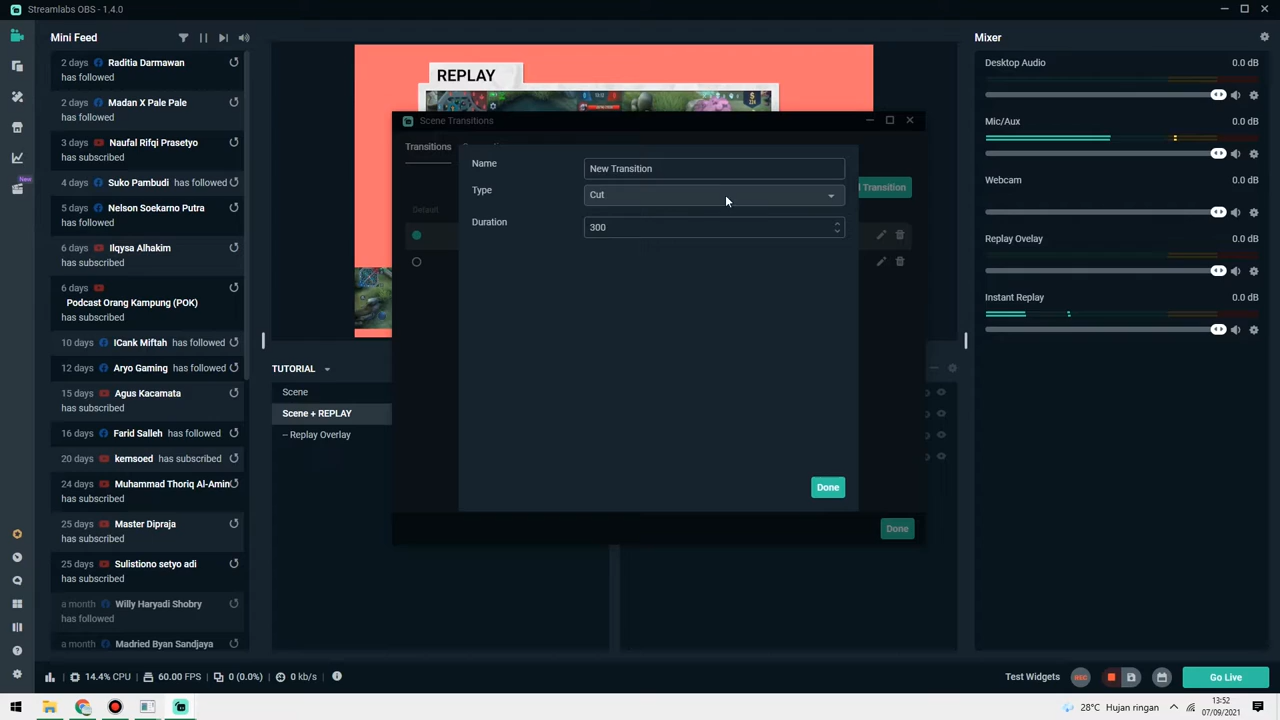 Streamlabs OBS - 1.4.0
Mini Feed
2 days Raditia Darmawan
has followed
2 days Madan X Pale Pale
has followed
3 days Naufal Rifqi Prasetyo
has subscribed
4 days Suko Pambudi has followed
5 days Nelson Soekarno Putra
has followed
6 days Ilqysa Alhakim
has subscribed
6 days
Podcast Orang Kampung (POK)
has subscribed
10 days ICank Miftah has followed
12 days Aryo Gaming has followed
15 days Agus Kacamata
has subscribed
16 days Farid Salleh has followed
20 days kemsoed has subscribed
24 days Muhammad Thoriq Al-Amin
has subscribed
25 days Master Dipraja
has subscribed
25 days Sulistiono setyo adi
has subscribed
a month Willy Haryadi Shobry
has followed
a month Madried Byan Sandjaya
New
REPLAY
Scene Transitions
Transitions
d Transition
Default
Name
New Transition
Type
Cut
Duration
300
Done
Done
TUTORIAL
Scene
Scene + REPLAY
-- Replay Overlay
Mixer
Desktop Audio 0.0 dB
Mic/Aux 0.0 dB
Webcam 0.0 dB
Replay Ovelay 0.0 dB
Instant Replay 0.0 dB
14.4% CPU 60.00 FPS 0 (0.0%) 0 kb/s
Test Widgets REC Go Live
28°C Hujan ringan
13:52
07/09/2021